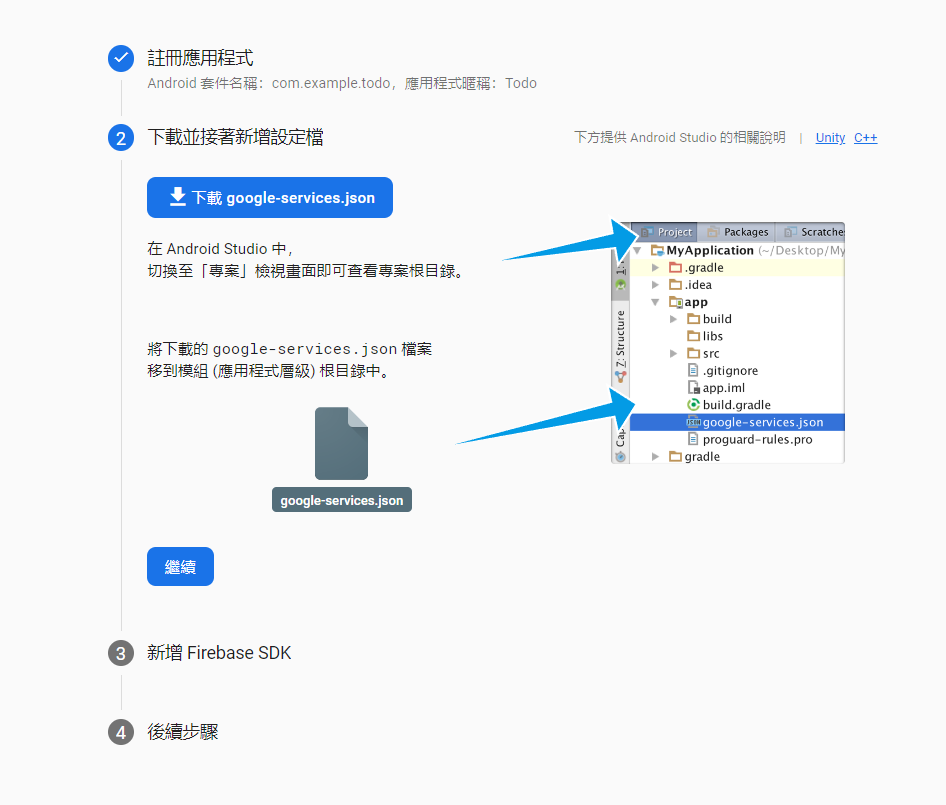 註冊應用程式
Android 套件名稱：com.example.todo，應用程式暱稱：Todo
2 下載並接著新增設定檔
下方提供 Android Studio 的相關說明 | Unity C++
下載 google-services.json
在 Android Studio 中，
切換至「專案」檢視畫面即可查看專案根目錄。
將下載的 google-services.json 檔案
移到模組 (應用程式層級) 根目錄中。
google-services.json
Project Packages Scratche
MyApplication (~/Desktop/My
.gradle
.idea
app
build
libs
src
.gitignore
app.iml
build.gradle
google-services.json
proguard-rules.pro
gradle
1:
Z: Structure
Cap
繼續
3 新增 Firebase SDK
4 後續步驟